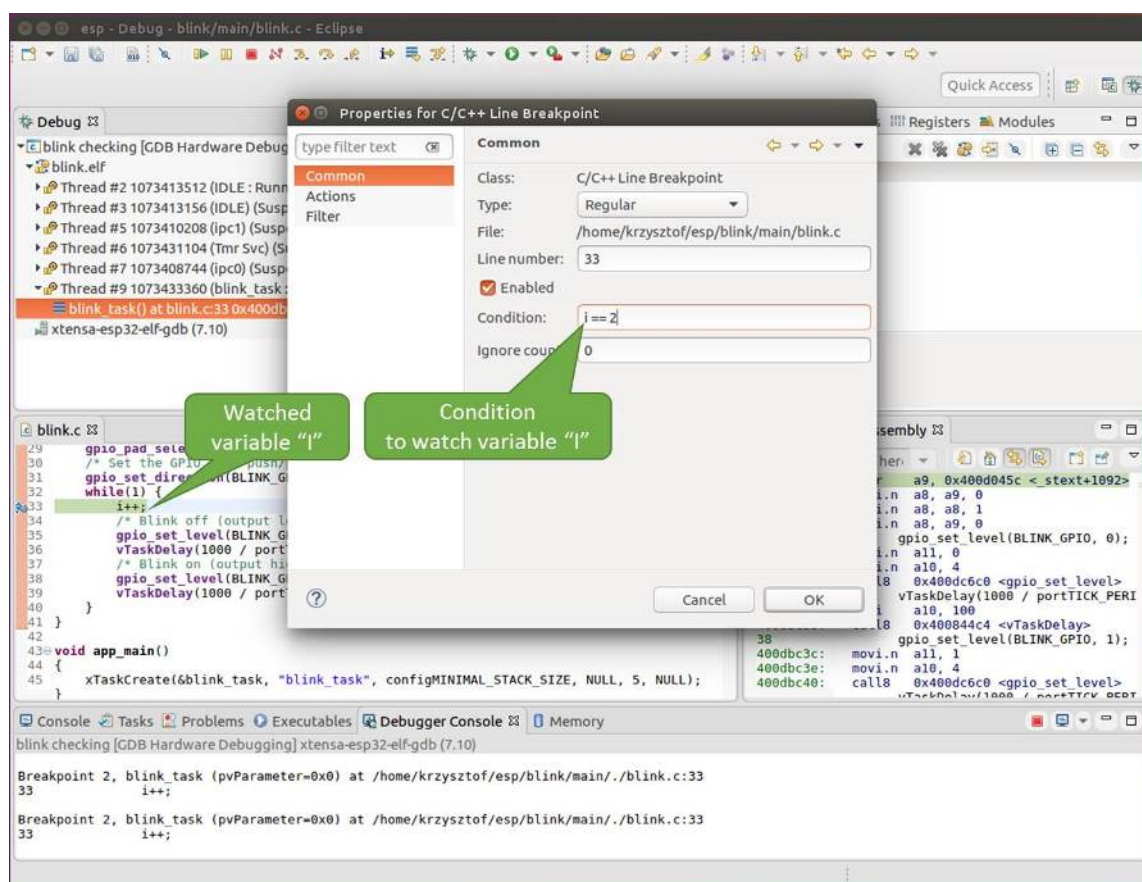 esp - Debug - blink/main/blink.c - Eclipse
Quick Access
Debug
Registers Modules
blink checking [GDB Hardware Debug
blink.elf
Thread #2 1073413512 (IDLE : Runn
Thread #3 1073413156 (IDLE) (Susp
Thread #5 1073410208 (ipc1) (Susp
Thread #6 1073431104 (Tmr Svc) (S
Thread #7 1073408744 (ipc0) (Susp
Thread #9 1073433360 (blink_task :
blink_task() at blink.c:33 0x400db
xtensa-esp32-elf-gdb (7.10)
Properties for C/C++ Line Breakpoint
type filter text
Common
Actions
Filter
Common
Class: C/C++ Line Breakpoint
Type: Regular
File: /home/krzysztof/esp/blink/main/blink.c
Line number: 33
Enabled
Condition: i == 2
Ignore coun 0
Cancel OK
Watched
variable “I”
Condition
to watch variable “I”
blink.c
29 gpio_pad_sele
30 /* Set the GPIO push/
31 gpio_set_direc on(BLINK_G
32 while(1) {
33 i++;
34 /* Blink off (output l
35 gpio_set_level(BLINK_G
36 vTaskDelay(1000 / port
37 /* Blink on (output hi
38 gpio_set_level(BLINK_G
39 vTaskDelay(1000 / port
40 }
41 }
42
43 void app_main()
44 {
45 xTaskCreate(&blink_task, "blink_task", configMINIMAL_STACK_SIZE, NULL, 5, NULL);
}
ssembly
her
r a9, 0x400d045c <_stext+1092>
i.n a8, a9, 0
i.n a8, a8, 1
i.n a8, a9, 0
gpio_set_level(BLINK_GPIO, 0);
i.n a11, 0
i.n a10, 4
l8 0x400dc6c0 <gpio_set_level>
vTaskDelay(1000 / portTICK_PERI
i a10, 100
l8 0x400844c4 <vTaskDelay>
38 gpio_set_level(BLINK_GPIO, 1);
400dbc3c: movi.n a11, 1
400dbc3e: movi.n a10, 4
400dbc40: call8 0x400dc6c0 <gpio_set_level>
vTaskDelay(1000 / portTICK_PERI
Console Tasks Problems Executables Debugger Console Memory
blink checking [GDB Hardware Debugging] xtensa-esp32-elf-gdb (7.10)
Breakpoint 2, blink_task (pvParameter=0x0) at /home/krzysztof/esp/blink/main/./blink.c:33
33 i++;
Breakpoint 2, blink_task (pvParameter=0x0) at /home/krzysztof/esp/blink/main/./blink.c:33
33 i++;